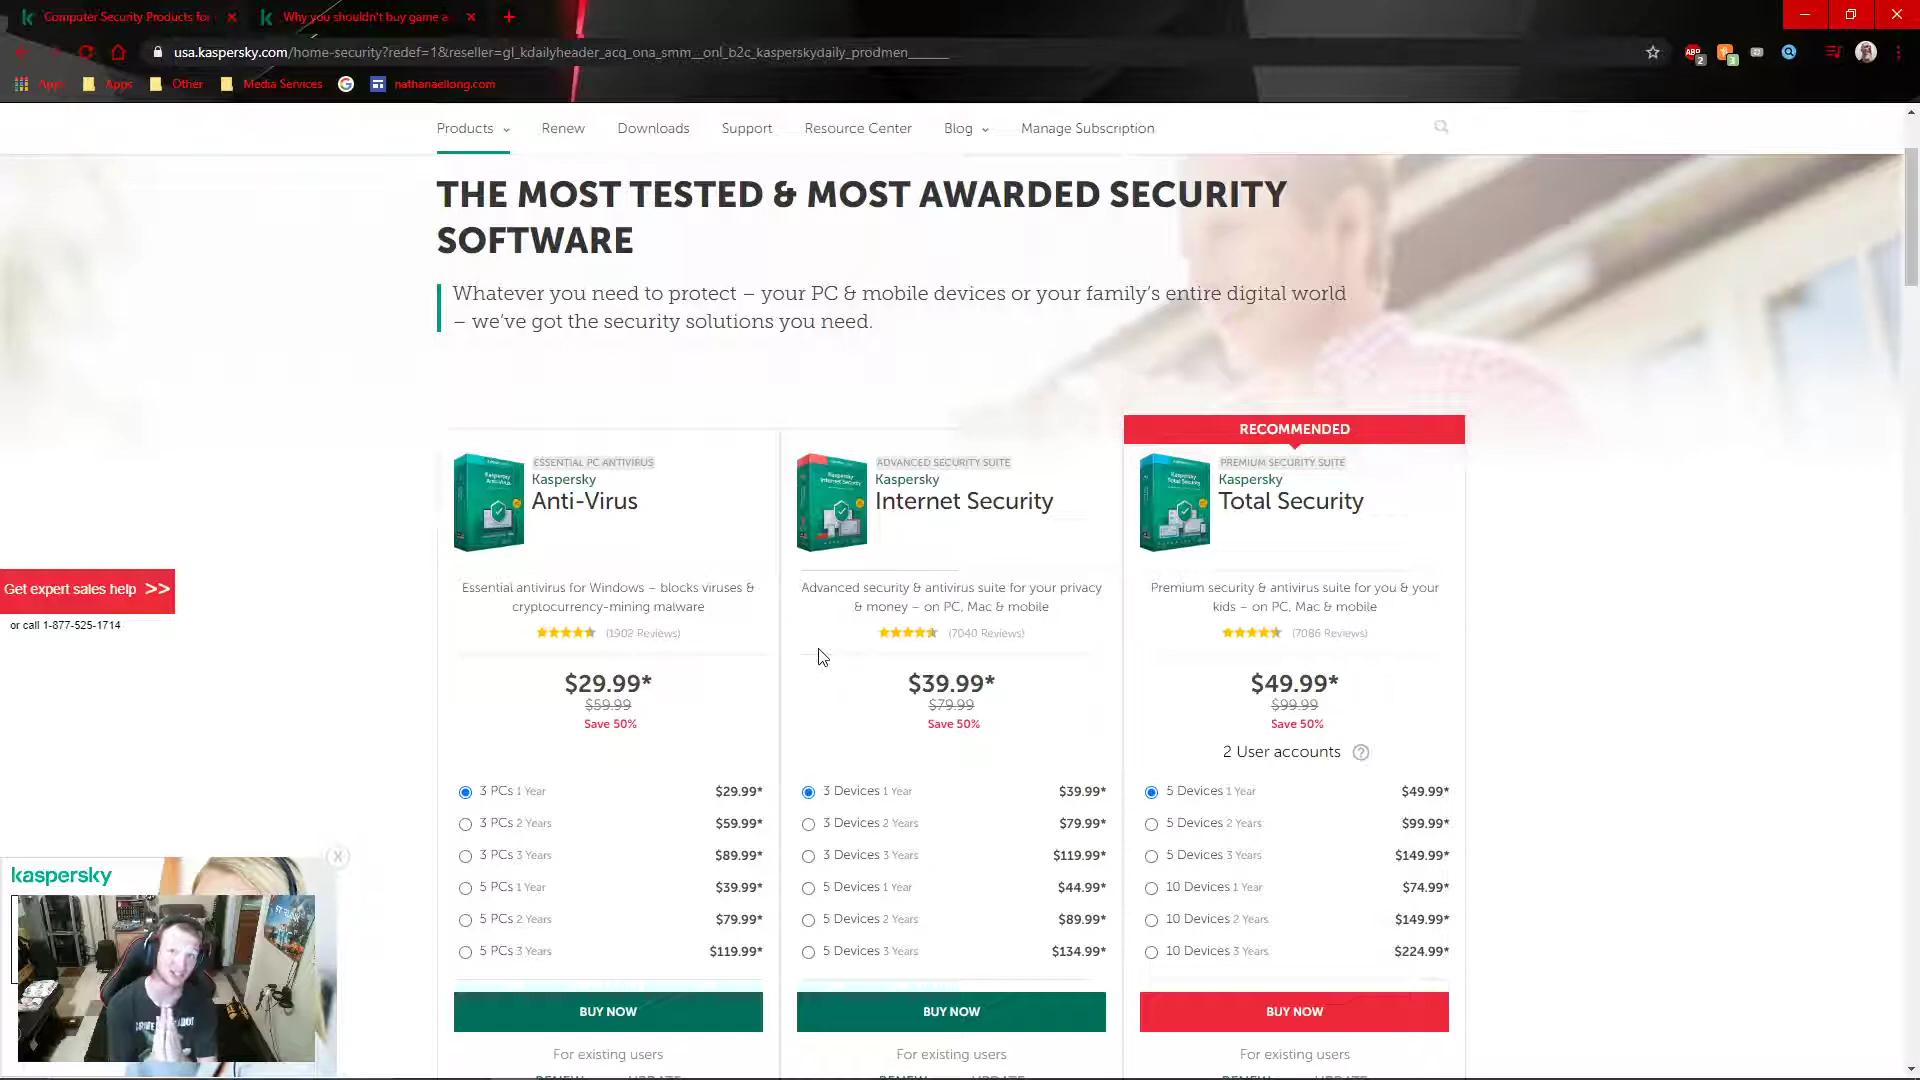 Computer Security Products for
Why you shouldn't buy game a
usa.kaspersky.com/home-security?redef=1&reseller=gl_kdailyheader_acq_ona_smm__onl_b2c_kasperskydaily_prodmen______
ABP
2
3
Apps
Apps
Other
Media Services
nathanaellong.com
Products
Renew
Downloads
Support
Resource Center
Blog
Manage Subscription
THE MOST TESTED & MOST AWARDED SECURITY
SOFTWARE
Whatever you need to protect – your PC & mobile devices or your family's entire digital world
– we've got the security solutions you need.
RECOMMENDED
ESSENTIAL PC ANTIVIRUS
Kaspersky
Anti-Virus
Essential antivirus for Windows – blocks viruses &
cryptocurrency-mining malware
(1902 Reviews)
$29.99*
$59.99
Save 50%
3 PCs 1 Year $29.99*
3 PCs 2 Years $59.99*
3 PCs 3 Years $89.99*
5 PCs 1 Year $39.99*
5 PCs 2 Years $79.99*
5 PCs 3 Years $119.99*
BUY NOW
For existing users
RENEW
UPDATE
ADVANCED SECURITY SUITE
Kaspersky
Internet Security
Advanced security & antivirus suite for your privacy
& money – on PC, Mac & mobile
(7040 Reviews)
$39.99*
$79.99
Save 50%
3 Devices 1 Year $39.99*
3 Devices 2 Years $79.99*
3 Devices 3 Years $119.99*
5 Devices 1 Year $44.99*
5 Devices 2 Years $89.99*
5 Devices 3 Years $134.99*
BUY NOW
For existing users
RENEW
UPDATE
PREMIUM SECURITY SUITE
Kaspersky
Total Security
Premium security & antivirus suite for you & your
kids – on PC, Mac & mobile
(7086 Reviews)
$49.99*
$99.99
Save 50%
2 User accounts ?
5 Devices 1 Year $49.99*
5 Devices 2 Years $99.99*
5 Devices 3 Years $149.99*
10 Devices 1 Year $74.99*
10 Devices 2 Years $149.99*
10 Devices 3 Years $224.99*
BUY NOW
For existing users
RENEW
UPDATE
Get expert sales help >>
or call 1-877-525-1714
X
kaspersky